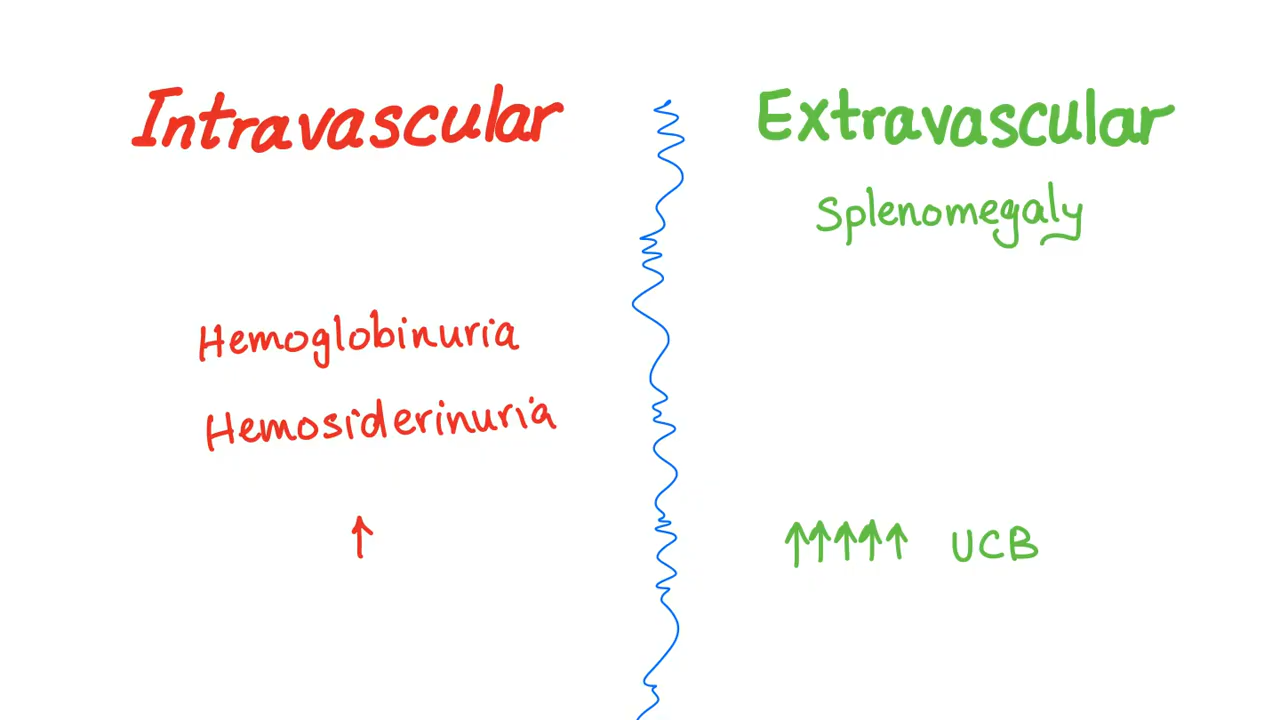 Intravascular
Extravascular
Splenomegaly
Hemoglobinuria
Hemosiderinuria
↑
↑↑↑↑↑ UCB